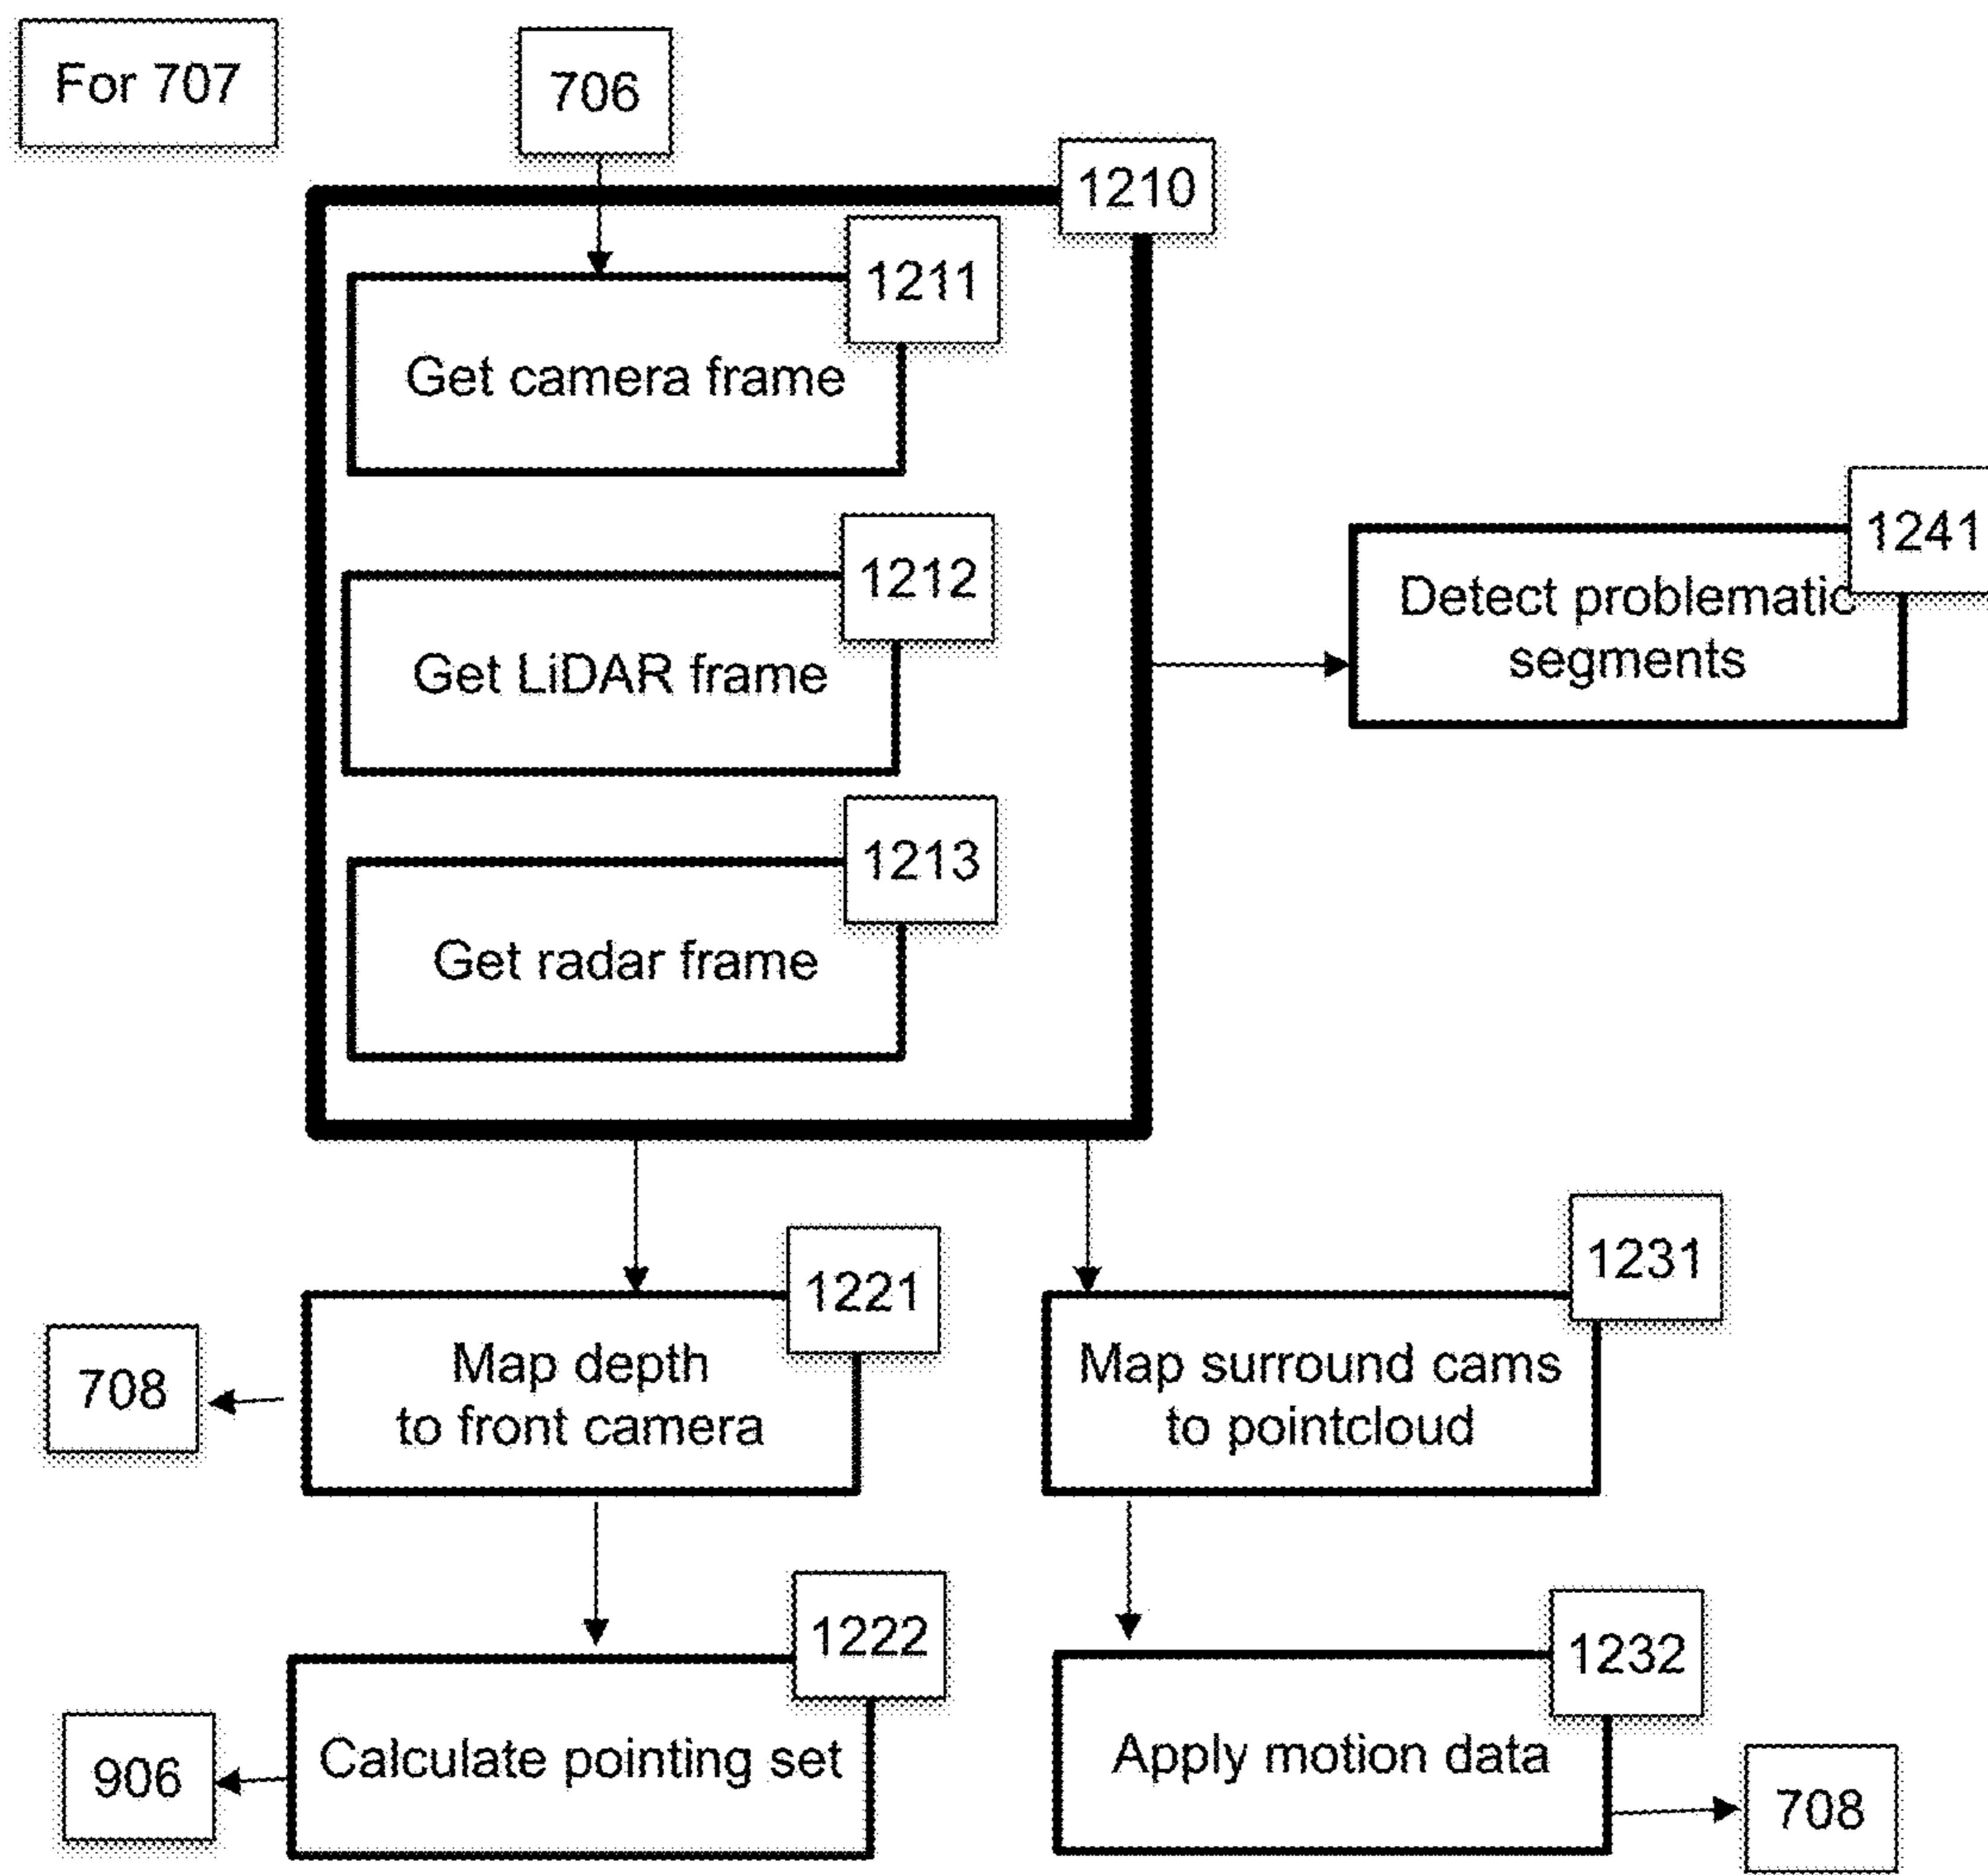 For 707
706
1210
1211
Get camera frame
1212
Get LiDAR frame
1213
Get radar frame
1241
Detect problematic
segments
1221
Map depth
to front camera
708
1231
Map surround cams
to pointcloud
1222
Calculate pointing set
906
1232
Apply motion data
708